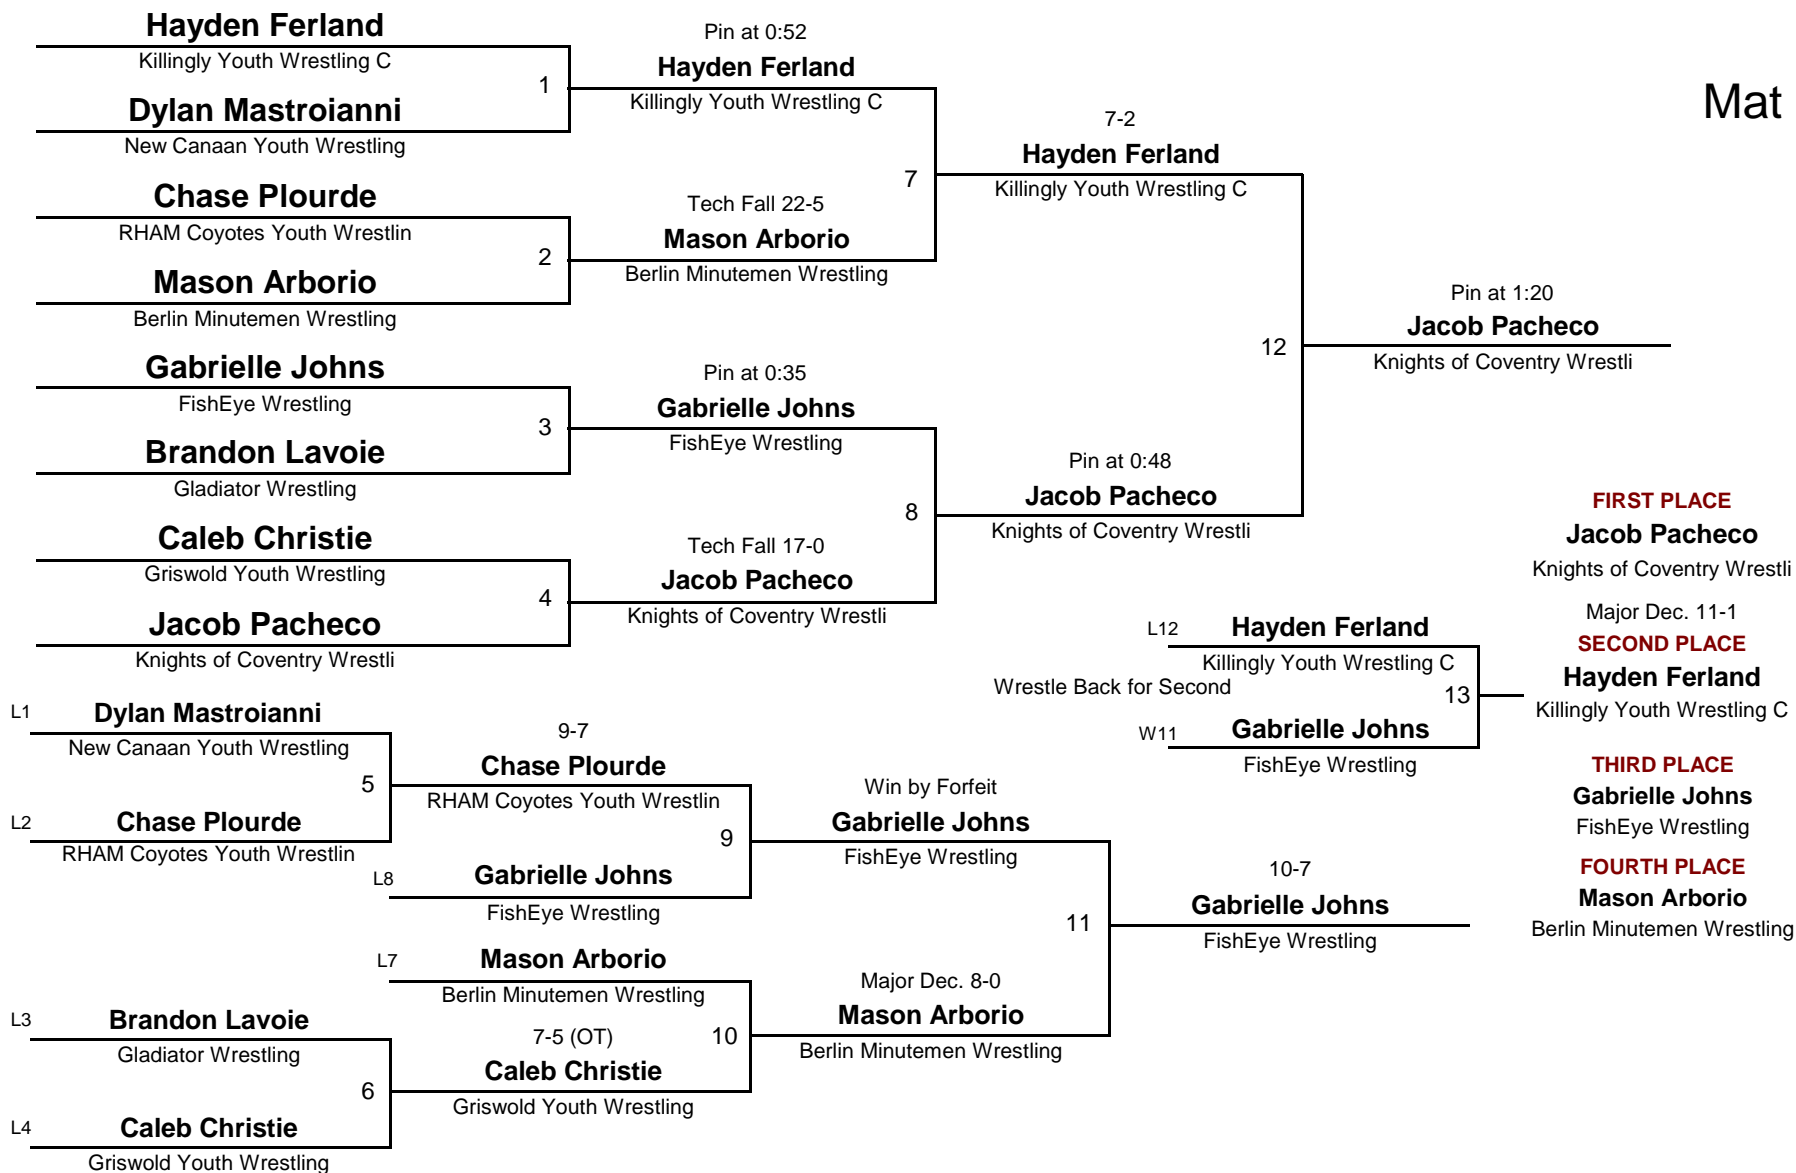 Hayden Ferland
Killingly Youth Wrestling C
1
Dylan Mastroianni
New Canaan Youth Wrestling
Chase Plourde
RHAM Coyotes Youth Wrestlin
2
Mason Arborio
Berlin Minutemen Wrestling
Gabrielle Johns
FishEye Wrestling
3
Brandon Lavoie
Gladiator Wrestling
Caleb Christie
Griswold Youth Wrestling
4
Jacob Pacheco
Knights of Coventry Wrestli
Pin at 0:52
Hayden Ferland
Killingly Youth Wrestling C
7
Tech Fall 22-5
Mason Arborio
Berlin Minutemen Wrestling
Pin at 0:35
Gabrielle Johns
FishEye Wrestling
8
Tech Fall 17-0
Jacob Pacheco
Knights of Coventry Wrestli
7-2
Hayden Ferland
Killingly Youth Wrestling C
12
Pin at 0:48
Jacob Pacheco
Knights of Coventry Wrestli
Mat
Pin at 1:20
Jacob Pacheco
Knights of Coventry Wrestli
L1
Dylan Mastroianni
New Canaan Youth Wrestling
5
L2
Chase Plourde
RHAM Coyotes Youth Wrestlin
9-7
Chase Plourde
RHAM Coyotes Youth Wrestlin
9
L8
Gabrielle Johns
FishEye Wrestling
L7
Mason Arborio
Berlin Minutemen Wrestling
10
7-5 (OT)
Caleb Christie
Griswold Youth Wrestling
L3
Brandon Lavoie
Gladiator Wrestling
6
L4
Caleb Christie
Griswold Youth Wrestling
Win by Forfeit
Gabrielle Johns
FishEye Wrestling
11
Major Dec. 8-0
Mason Arborio
Berlin Minutemen Wrestling
10-7
Gabrielle Johns
FishEye Wrestling
L12
Hayden Ferland
Killingly Youth Wrestling C
Wrestle Back for Second
13
W11
Gabrielle Johns
FishEye Wrestling
FIRST PLACE
Jacob Pacheco
Knights of Coventry Wrestli
Major Dec. 11-1
SECOND PLACE
Hayden Ferland
Killingly Youth Wrestling C
THIRD PLACE
Gabrielle Johns
FishEye Wrestling
FOURTH PLACE
Mason Arborio
Berlin Minutemen Wrestling